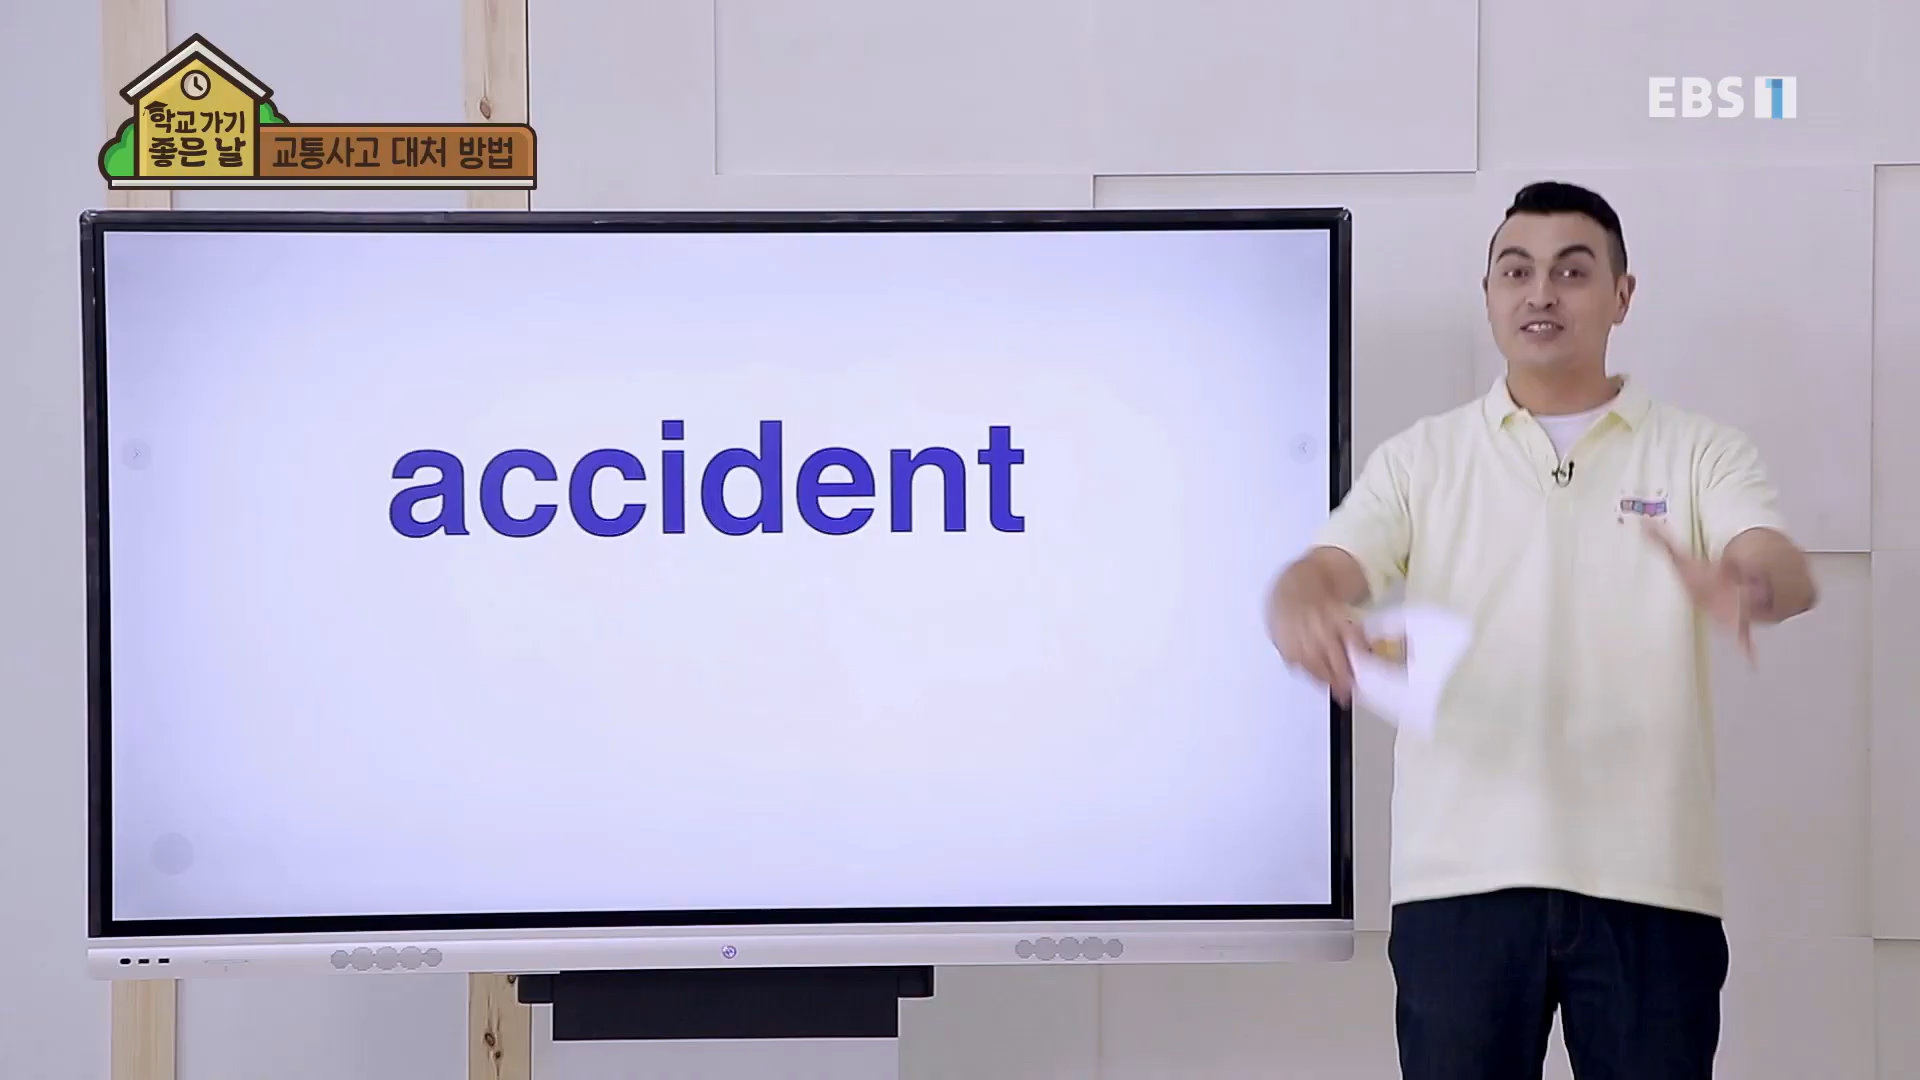 학교 가기
좋은 날
교통사고 대처 방법
EBS 1
accident